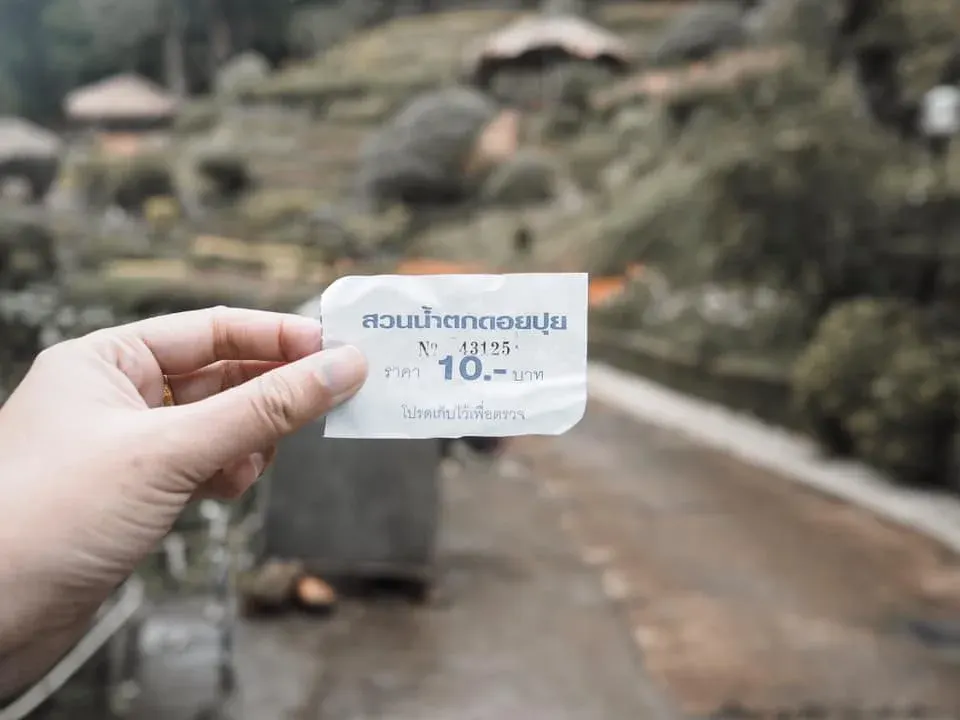 สวนน้ำตกดอยปุย
Nº 43125
ราคา 10.- บาท
โปรดเก็บไว้เพื่อตรวจ